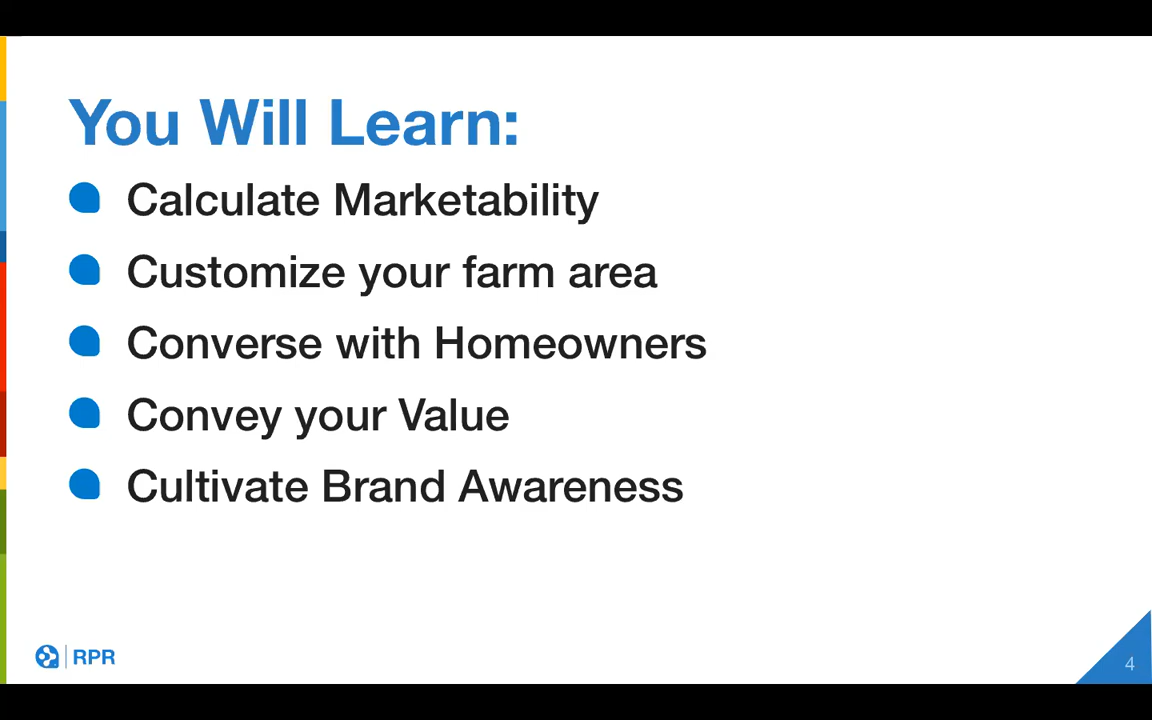 You Will Learn:
Calculate Marketability
Customize your farm area
Converse with Homeowners
Convey your Value
Cultivate Brand Awareness
RPR
4